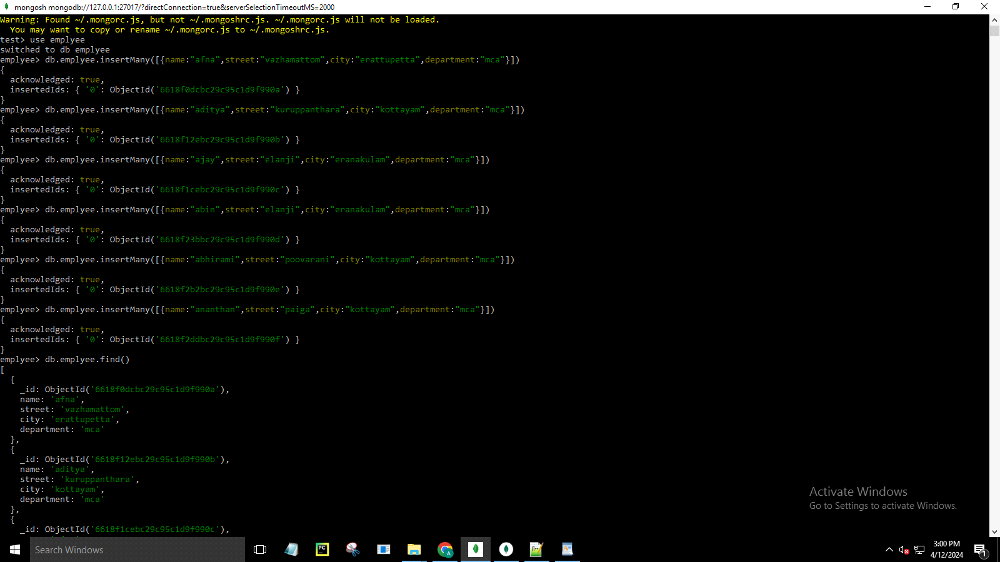 mongosh mongodb://127.0.0.1:27017/?directConnection=true&serverSelectionTimeoutMS=2000
Warning: Found ~/.mongorc.js, but not ~/.mongoshrc.js. ~/.mongorc.js will not be loaded.
  You may want to copy or rename ~/.mongorc.js to ~/.mongoshrc.js.
test> use emplyee
switched to db emplyee
emplyee> db.emplyee.insertMany([{name:"afna",street:"vazhamattom",city:"erattupetta",department:"mca"}])
{
  acknowledged: true,
  insertedIds: { '0': ObjectId('6618f0dcbc29c95c1d9f990a') }
}
emplyee> db.emplyee.insertMany([{name:"aditya",street:"kuruppanthara",city:"kottayam",department:"mca"}])
{
  acknowledged: true,
  insertedIds: { '0': ObjectId('6618f12ebc29c95c1d9f990b') }
}
emplyee> db.emplyee.insertMany([{name:"ajay",street:"elanji",city:"eranakulam",department:"mca"}])
{
  acknowledged: true,
  insertedIds: { '0': ObjectId('6618f1cebc29c95c1d9f990c') }
}
emplyee> db.emplyee.insertMany([{name:"abin",street:"elanji",city:"eranakulam",department:"mca"}])
{
  acknowledged: true,
  insertedIds: { '0': ObjectId('6618f23bbc29c95c1d9f990d') }
}
emplyee> db.emplyee.insertMany([{name:"abhirami",street:"poovarani",city:"kottayam",department:"mca"}])
{
  acknowledged: true,
  insertedIds: { '0': ObjectId('6618f2b2bc29c95c1d9f990e') }
}
emplyee> db.emplyee.insertMany([{name:"ananthan",street:"paiga",city:"kottayam",department:"mca"}])
{
  acknowledged: true,
  insertedIds: { '0': ObjectId('6618f2ddbc29c95c1d9f990f') }
}
emplyee> db.emplyee.find()
[
  {
    _id: ObjectId('6618f0dcbc29c95c1d9f990a'),
    name: 'afna',
    street: 'vazhamattom',
    city: 'erattupetta',
    department: 'mca'
  },
  {
    _id: ObjectId('6618f12ebc29c95c1d9f990b'),
    name: 'aditya',
    street: 'kuruppanthara',
    city: 'kottayam',
    department: 'mca'
  },
  {
    _id: ObjectId('6618f1cebc29c95c1d9f990c'),
Activate Windows
Go to Settings to activate Windows.
Search Windows
PC
A
3:00 PM
4/12/2024
1